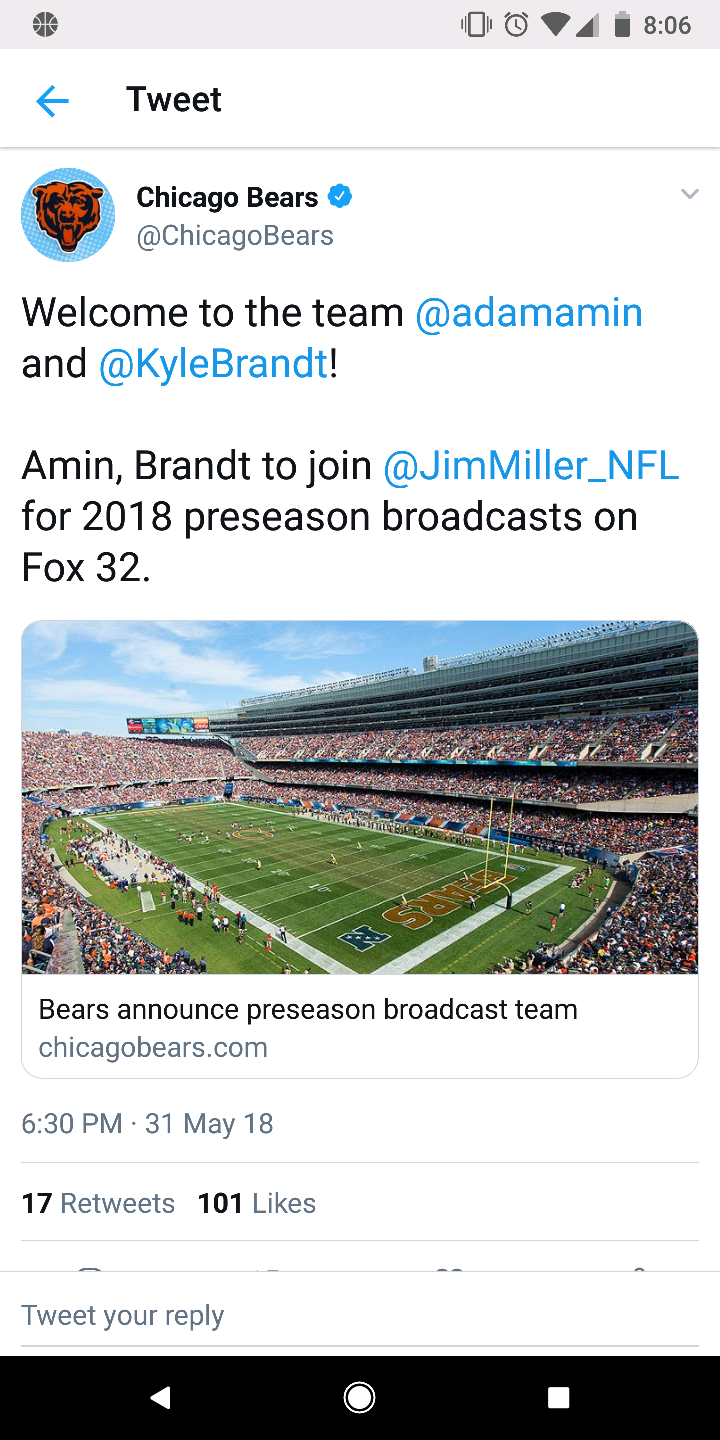 8:06
Tweet
Chicago Bears
@ChicagoBears
Welcome to the team @adamamin
and @KyleBrandt!
Amin, Brandt to join @JimMiller_NFL
for 2018 preseason broadcasts on
Fox 32.
BEARS
Bears announce preseason broadcast team
chicagobears.com
6:30 PM · 31 May 18
17 Retweets 101 Likes
Tweet your reply